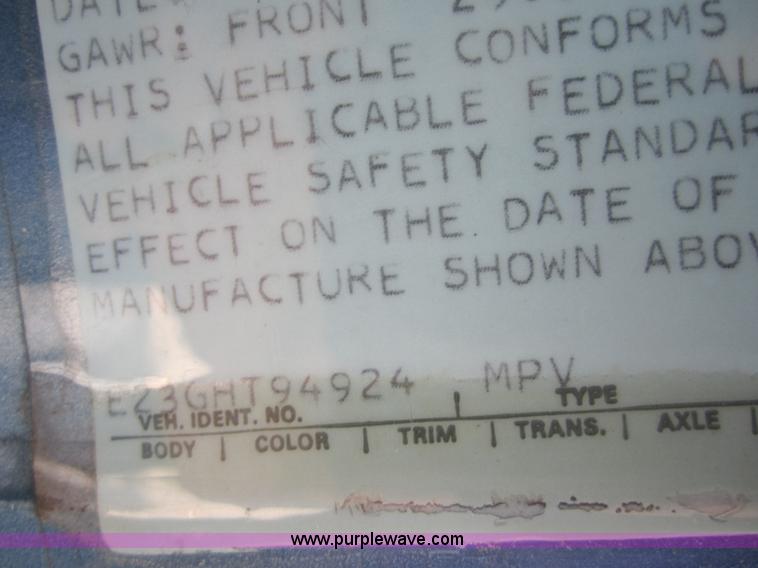 DATE
GAWR: FRONT
THIS VEHICLE CONFORMS
ALL APPLICABLE FEDERAL
VEHICLE SAFETY STANDAR
EFFECT ON THE DATE OF
MANUFACTURE SHOWN ABOV
E23GHT94924 MPV
VEH. IDENT. NO. | TYPE
BODY | COLOR | TRIM | TRANS. | AXLE |
www.purplewave.com